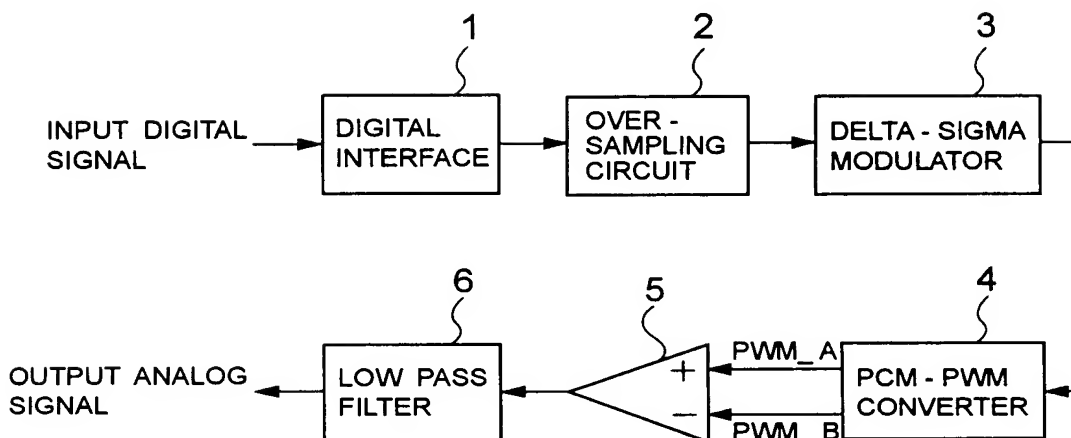 1
2
3
INPUT DIGITAL
SIGNAL
DIGITAL
INTERFACE
OVER -
SAMPLING
CIRCUIT
DELTA - SIGMA
MODULATOR
6
5
4
OUTPUT ANALOG
SIGNAL
LOW PASS
FILTER
+
−
PWM_A
PWM_B
PCM - PWM
CONVERTER